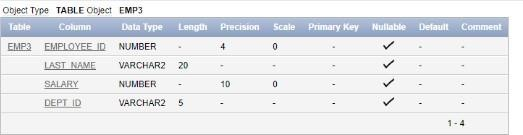 Object Type TABLE Object EMP3
Table Column Data Type Length Precision Scale Primary Key Nullable Default Comment
EMP3 EMPLOYEE_ID NUMBER - 4 0 - ✓ - -
LAST_NAME VARCHAR2 20 - - - ✓ - -
SALARY NUMBER - 10 0 - ✓ - -
DEPT_ID VARCHAR2 5 - - - ✓ - -
1 - 4